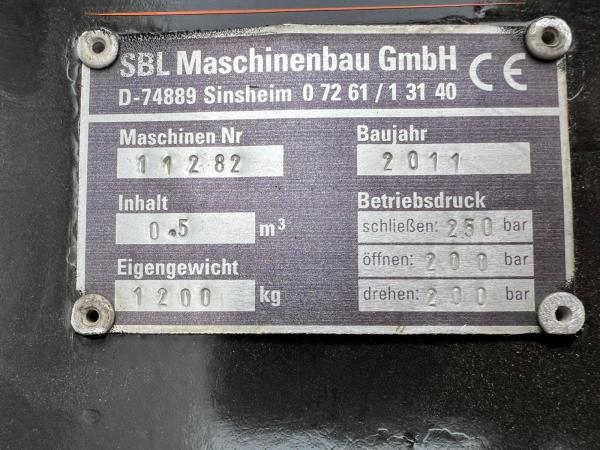 SBL Maschinenbau GmbH CE
D-74889 Sinsheim 0 72 61 / 1 31 40
Maschinen Nr
11282
Baujahr
2011
Inhalt
0.5 m³
Eigengewicht
1200 kg
Betriebsdruck
schließen: 250 bar
öffnen: 200 bar
drehen: 200 bar